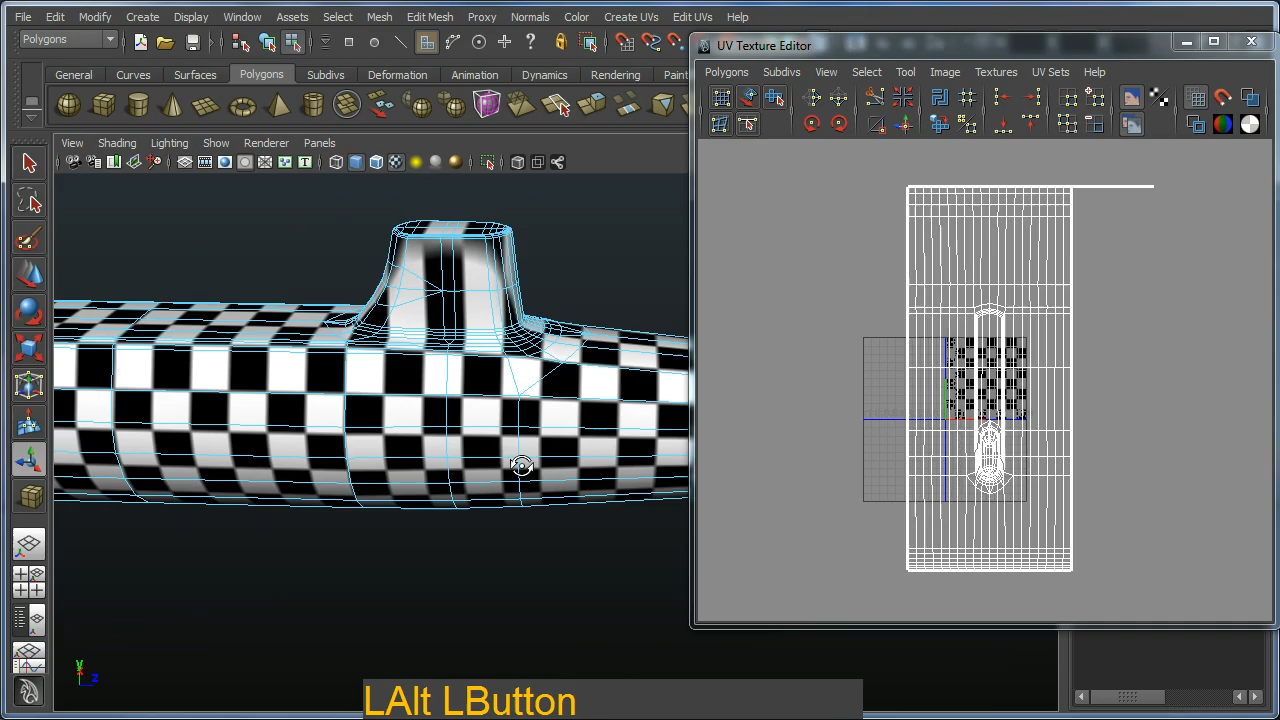 File Edit Modify Create Display Window Assets Select Mesh Edit Mesh Proxy Normals Color Create UVs Edit UVs Help
Polygons
General Curves Surfaces Polygons Subdivs Deformation Animation Dynamics Rendering Paint
View Shading Lighting Show Renderer Panels
UV Texture Editor
Polygons Subdivs View Select Tool Image Textures UV Sets Help
T
y
z
LAlt LButton